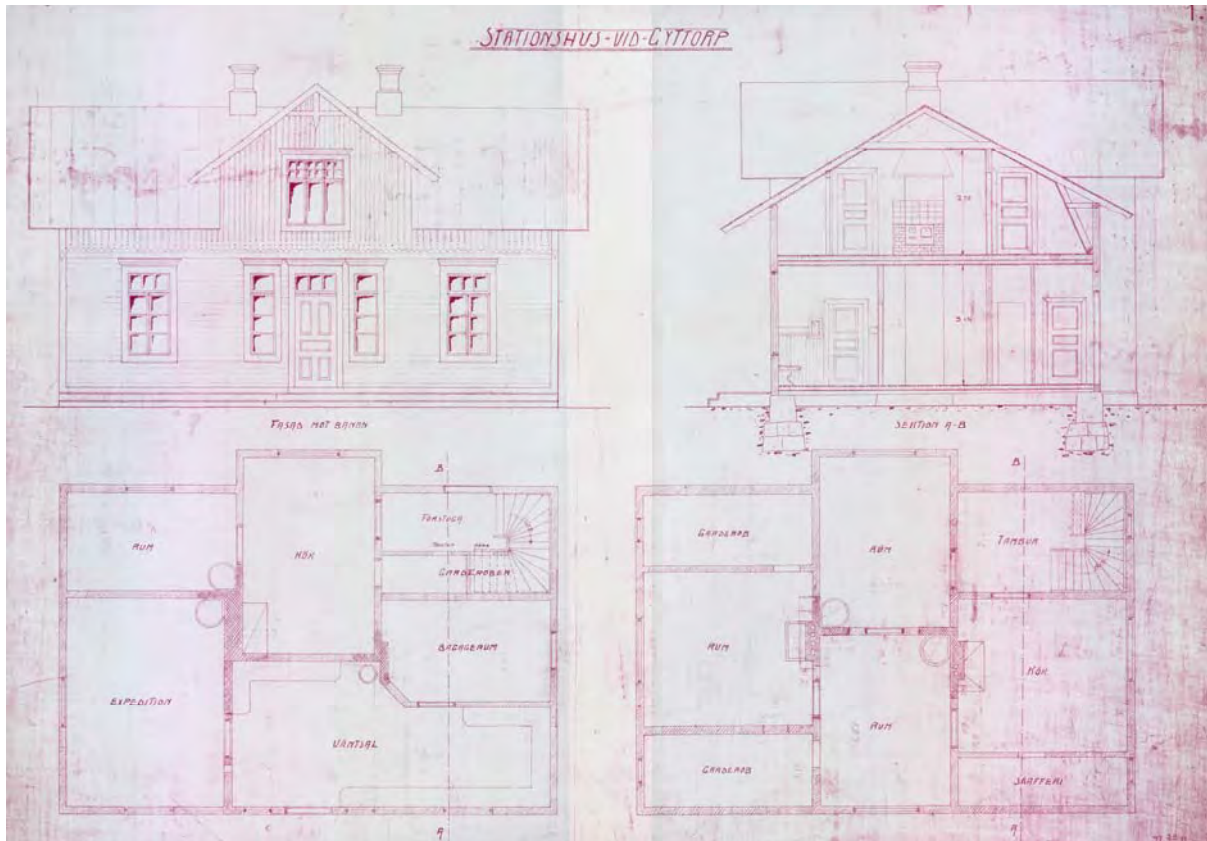 1.
STATIONSHUS-VID-GYTTORP
FASAD MOT BANAN
SEKTION A-B
B
FÖRSTUGA
RUM
KÖK
GARDEROBER
BAGAGERUM
EXPEDITION
VÄNTSAL
A
B
GARDEROB
RUM
TAMBUR
RUM
KÖK
RUM
GARDEROB
SKAFFERI
A